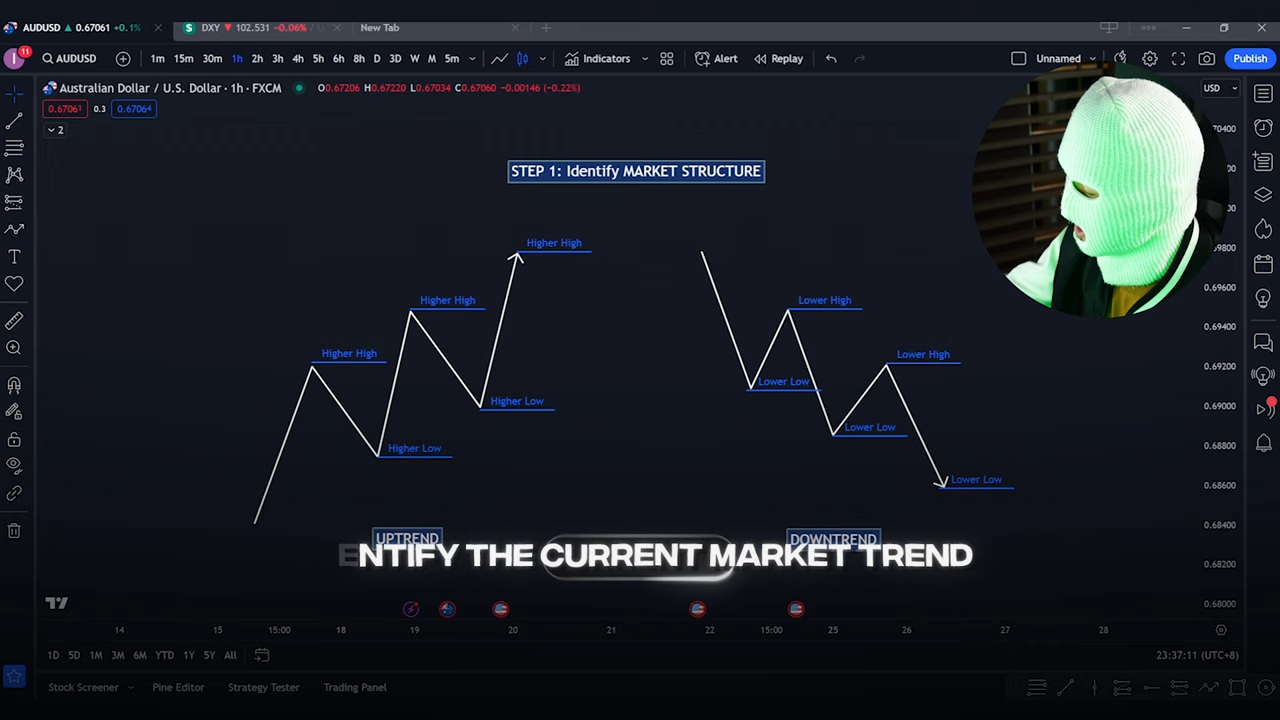 AUDUSD ▲ 0.67061 +0.1%
DXY ▼ 102.531 −0.06% /
New Tab
11
AUDUSD
1m 15m 30m 1h 2h 3h 4h 5h 6h 8h D 3D W M 5m
Indicators
Alert
Replay
Unnamed
Publish
Australian Dollar / U.S. Dollar · 1h · FXCM
O0.67206 H0.67220 L0.67034 C0.67060 −0.00146 (−0.22%)
USD
0.67061 0.3 0.67064
2
0.70400
STEP 1: Identify MARKET STRUCTURE
Higher High
0.69800
0.69600
Higher High
Lower High
0.69400
Higher High
Lower High
0.69200
Lower Low
Higher Low
0.69000
Lower Low
Higher Low
0.68800
Lower Low
0.68600
0.68400
UPTREND
DOWNTREND
ENTIFY THE CURRENT MARKET TREND
0.68200
0.68000
14 15 15:00 18 19 20 21 22 15:00 25 26 27 28
1D 5D 1M 3M 6M YTD 1Y 5Y All
23:37:11 (UTC+8)
Stock Screener Pine Editor Strategy Tester Trading Panel